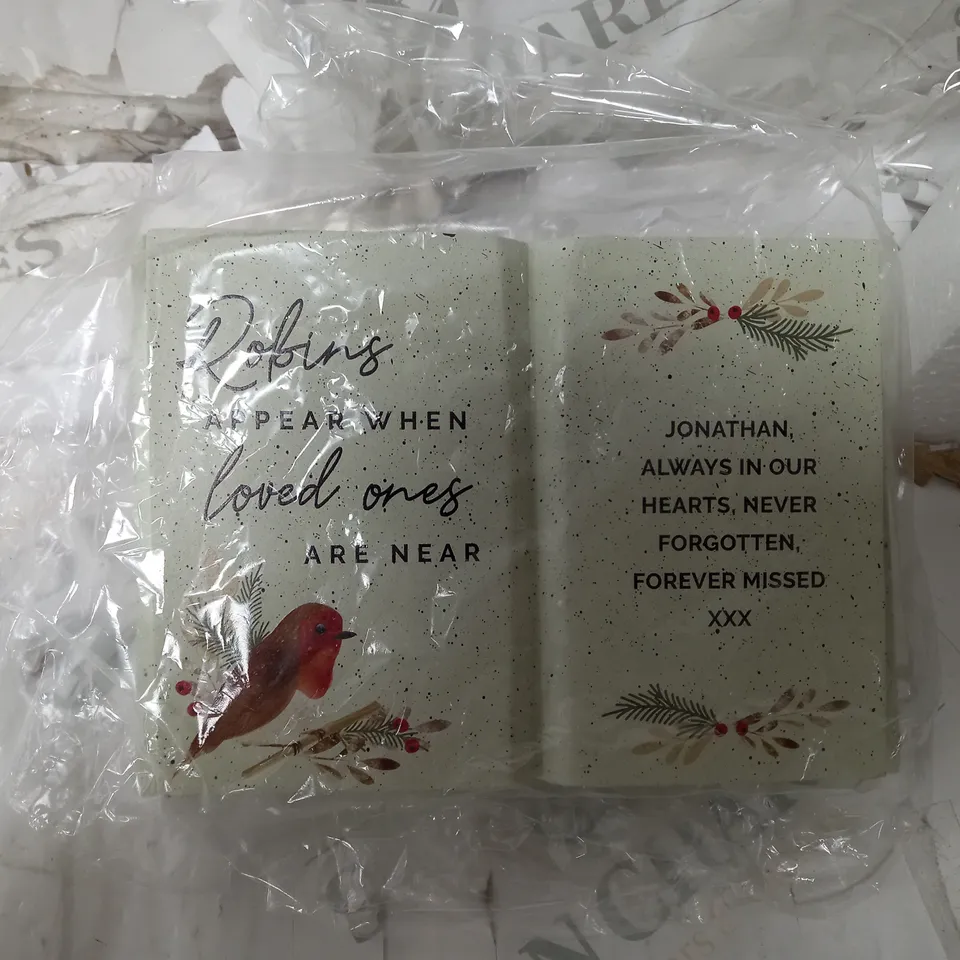 Robins
APPEAR WHEN
loved ones
ARE NEAR
JONATHAN,
ALWAYS IN OUR
HEARTS, NEVER
FORGOTTEN,
FOREVER MISSED
XXX